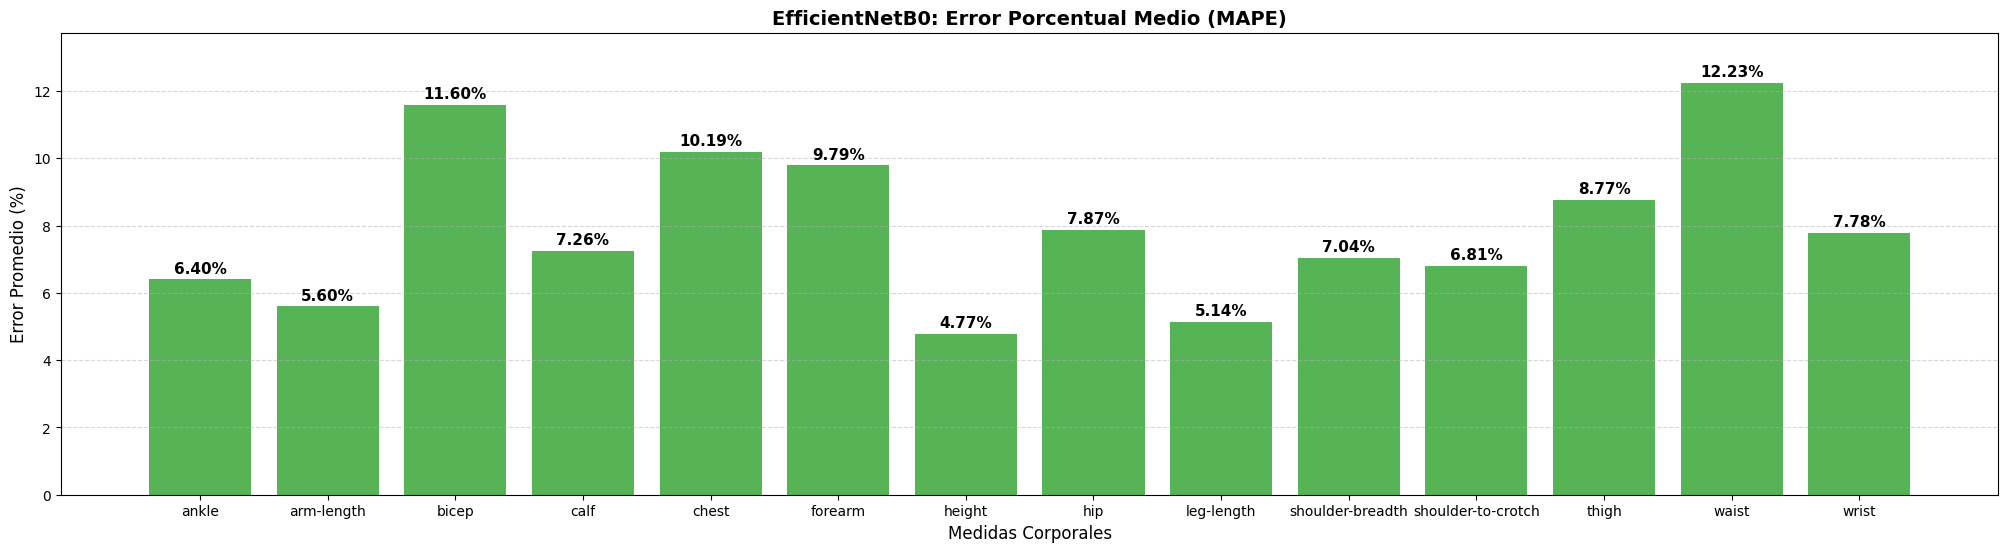 EfficientNetB0: Error Porcentual Medio (MAPE)
Error Promedio (%)
12
10
8
6
4
2
0
6.40%
5.60%
11.60%
7.26%
10.19%
9.79%
4.77%
7.87%
5.14%
7.04%
6.81%
8.77%
12.23%
7.78%
ankle
arm-length
bicep
calf
chest
forearm
height
hip
leg-length
shoulder-breadth
shoulder-to-crotch
thigh
waist
wrist
Medidas Corporales